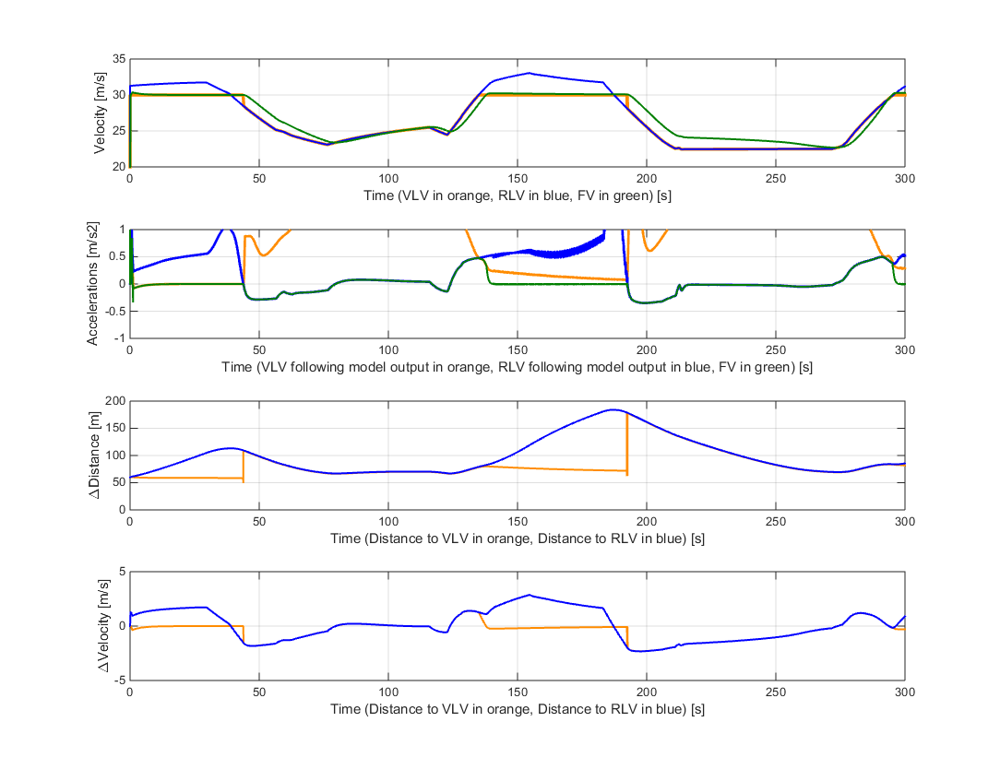 35
30
25
20
Velocity [m/s]
0 50 100 150 200 250 300
Time (VLV in orange, RLV in blue, FV in green) [s]
1
0.5
0
-0.5
-1
Accelerations [m/s2]
0 50 100 150 200 250 300
Time (VLV following model output in orange, RLV following model output in blue, FV in green) [s]
200
150
100
50
0
ΔDistance [m]
0 50 100 150 200 250 300
Time (Distance to VLV in orange, Distance to RLV in blue) [s]
5
0
-5
ΔVelocity [m/s]
0 50 100 150 200 250 300
Time (Distance to VLV in orange, Distance to RLV in blue) [s]